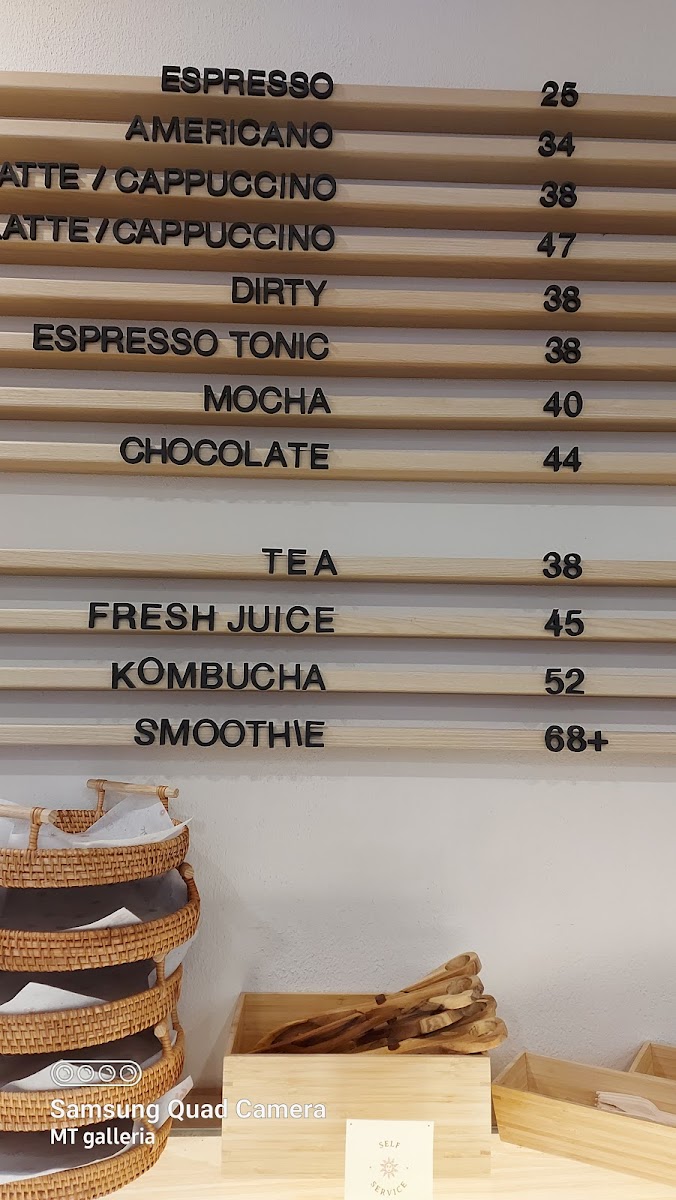 ESPRESSO 25
AMERICANO 34
ATTE / CAPPUCCINO 38
LATTE / CAPPUCCINO 47
DIRTY 38
ESPRESSO TONIC 38
MOCHA 40
CHOCOLATE 44
TEA 38
FRESH JUICE 45
KOMBUCHA 52
SMOOTHIE 68+
SELF
SERVICE
Samsung Quad Camera
MT galleria